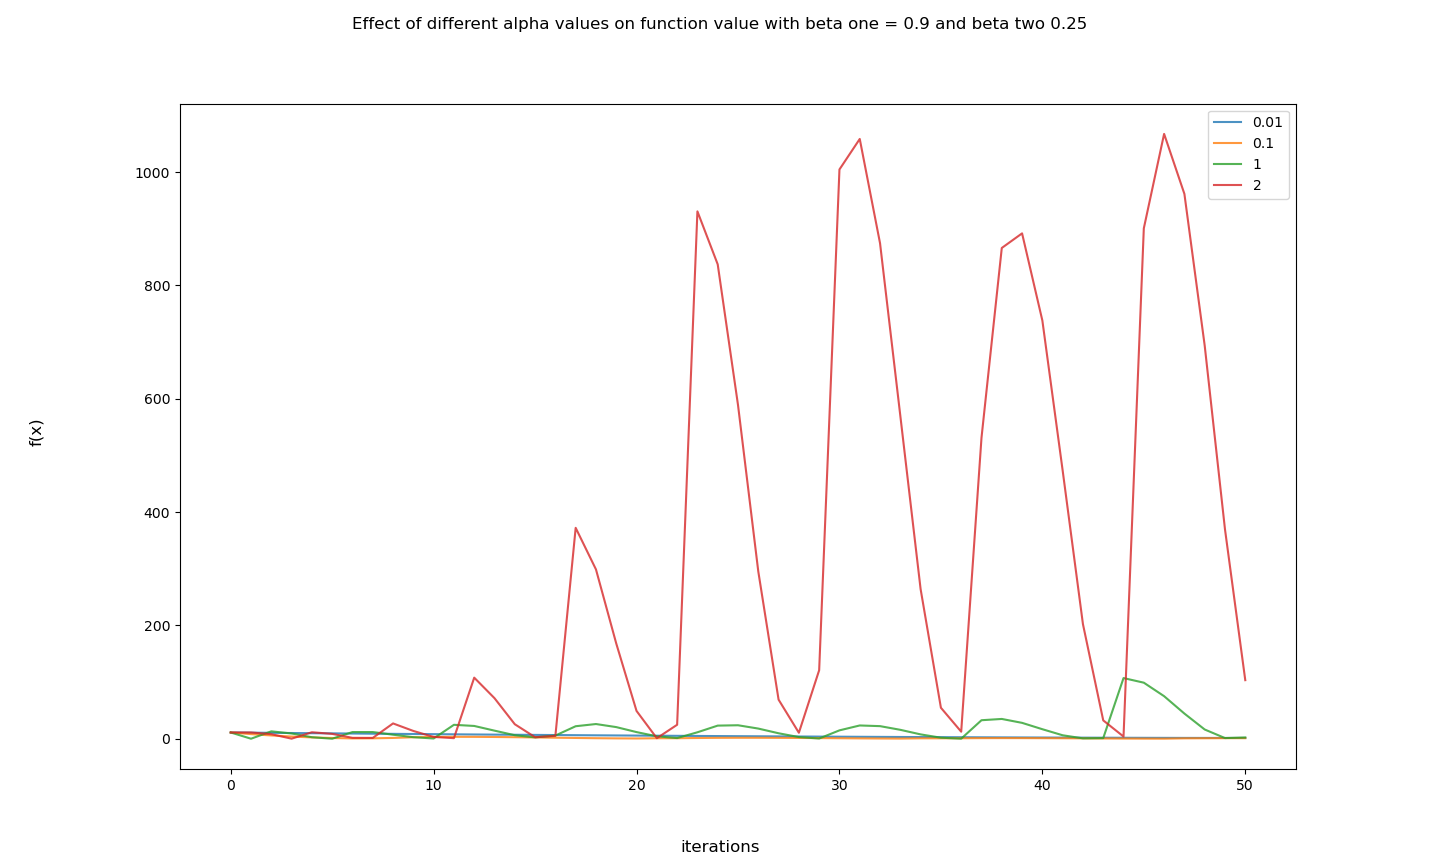 Effect of different alpha values on function value with beta one = 0.9 and beta two 0.25
0.01
0.1
1
2
1000
800
600
400
200
0
f(x)
0 10 20 30 40 50
iterations